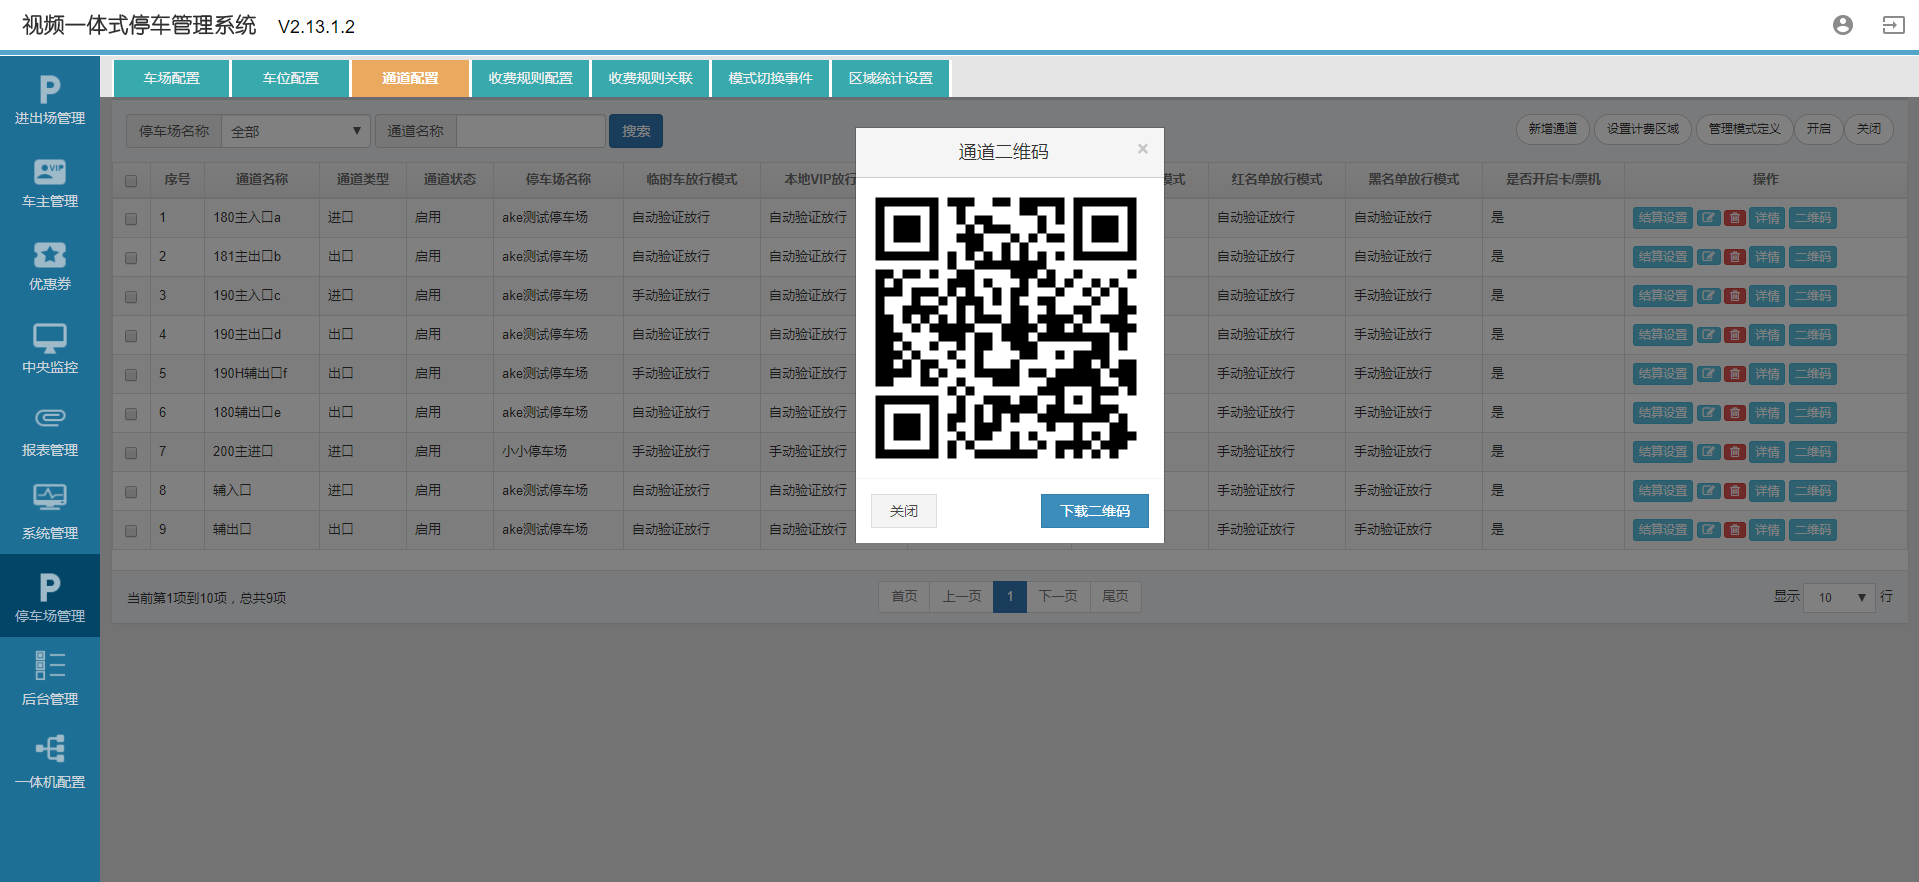 视频一体式停车管理系统 V2.13.1.2
车场配置 车位配置 通道配置 收费规则配置 收费规则关联 模式切换事件 区域统计设置
进出场管理
车主管理
优惠券
中央监控
报表管理
系统管理
停车场管理
后台管理
一体机配置
停车场名称 全部 通道名称 搜索 新增通道 设置计费区域 管理模式定义 开启 关闭
序号 通道名称 通道类型 通道状态 停车场名称 临时车放行模式 本地VIP放行 模式 红名单放行模式 黑名单放行模式 是否开启卡/票机 操作
1 180主入口a 进口 启用 ake测试停车场 自动验证放行 自动验证放行 自动验证放行 自动验证放行 是 结算设置 详情 二维码
2 181主出口b 出口 启用 ake测试停车场 自动验证放行 自动验证放行 自动验证放行 自动验证放行 是 结算设置 详情 二维码
3 190主入口c 进口 启用 ake测试停车场 手动验证放行 自动验证放行 自动验证放行 手动验证放行 是 结算设置 详情 二维码
4 190主出口d 出口 启用 ake测试停车场 自动验证放行 自动验证放行 自动验证放行 手动验证放行 是 结算设置 详情 二维码
5 190H辅出口f 出口 启用 ake测试停车场 手动验证放行 自动验证放行 手动验证放行 手动验证放行 是 结算设置 详情 二维码
6 180辅出口e 出口 启用 ake测试停车场 自动验证放行 自动验证放行 手动验证放行 手动验证放行 是 结算设置 详情 二维码
7 200主进口 进口 启用 小小停车场 手动验证放行 手动验证放行 手动验证放行 手动验证放行 是 结算设置 详情 二维码
8 辅入口 进口 启用 ake测试停车场 自动验证放行 自动验证放行 手动验证放行 手动验证放行 是 结算设置 详情 二维码
9 辅出口 出口 启用 ake测试停车场 自动验证放行 自动验证放行 手动验证放行 手动验证放行 是 结算设置 详情 二维码
当前第1项到10项，总共9项 首页 上一页 1 下一页 尾页 显示 10 行
通道二维码 ×
关闭 下载二维码